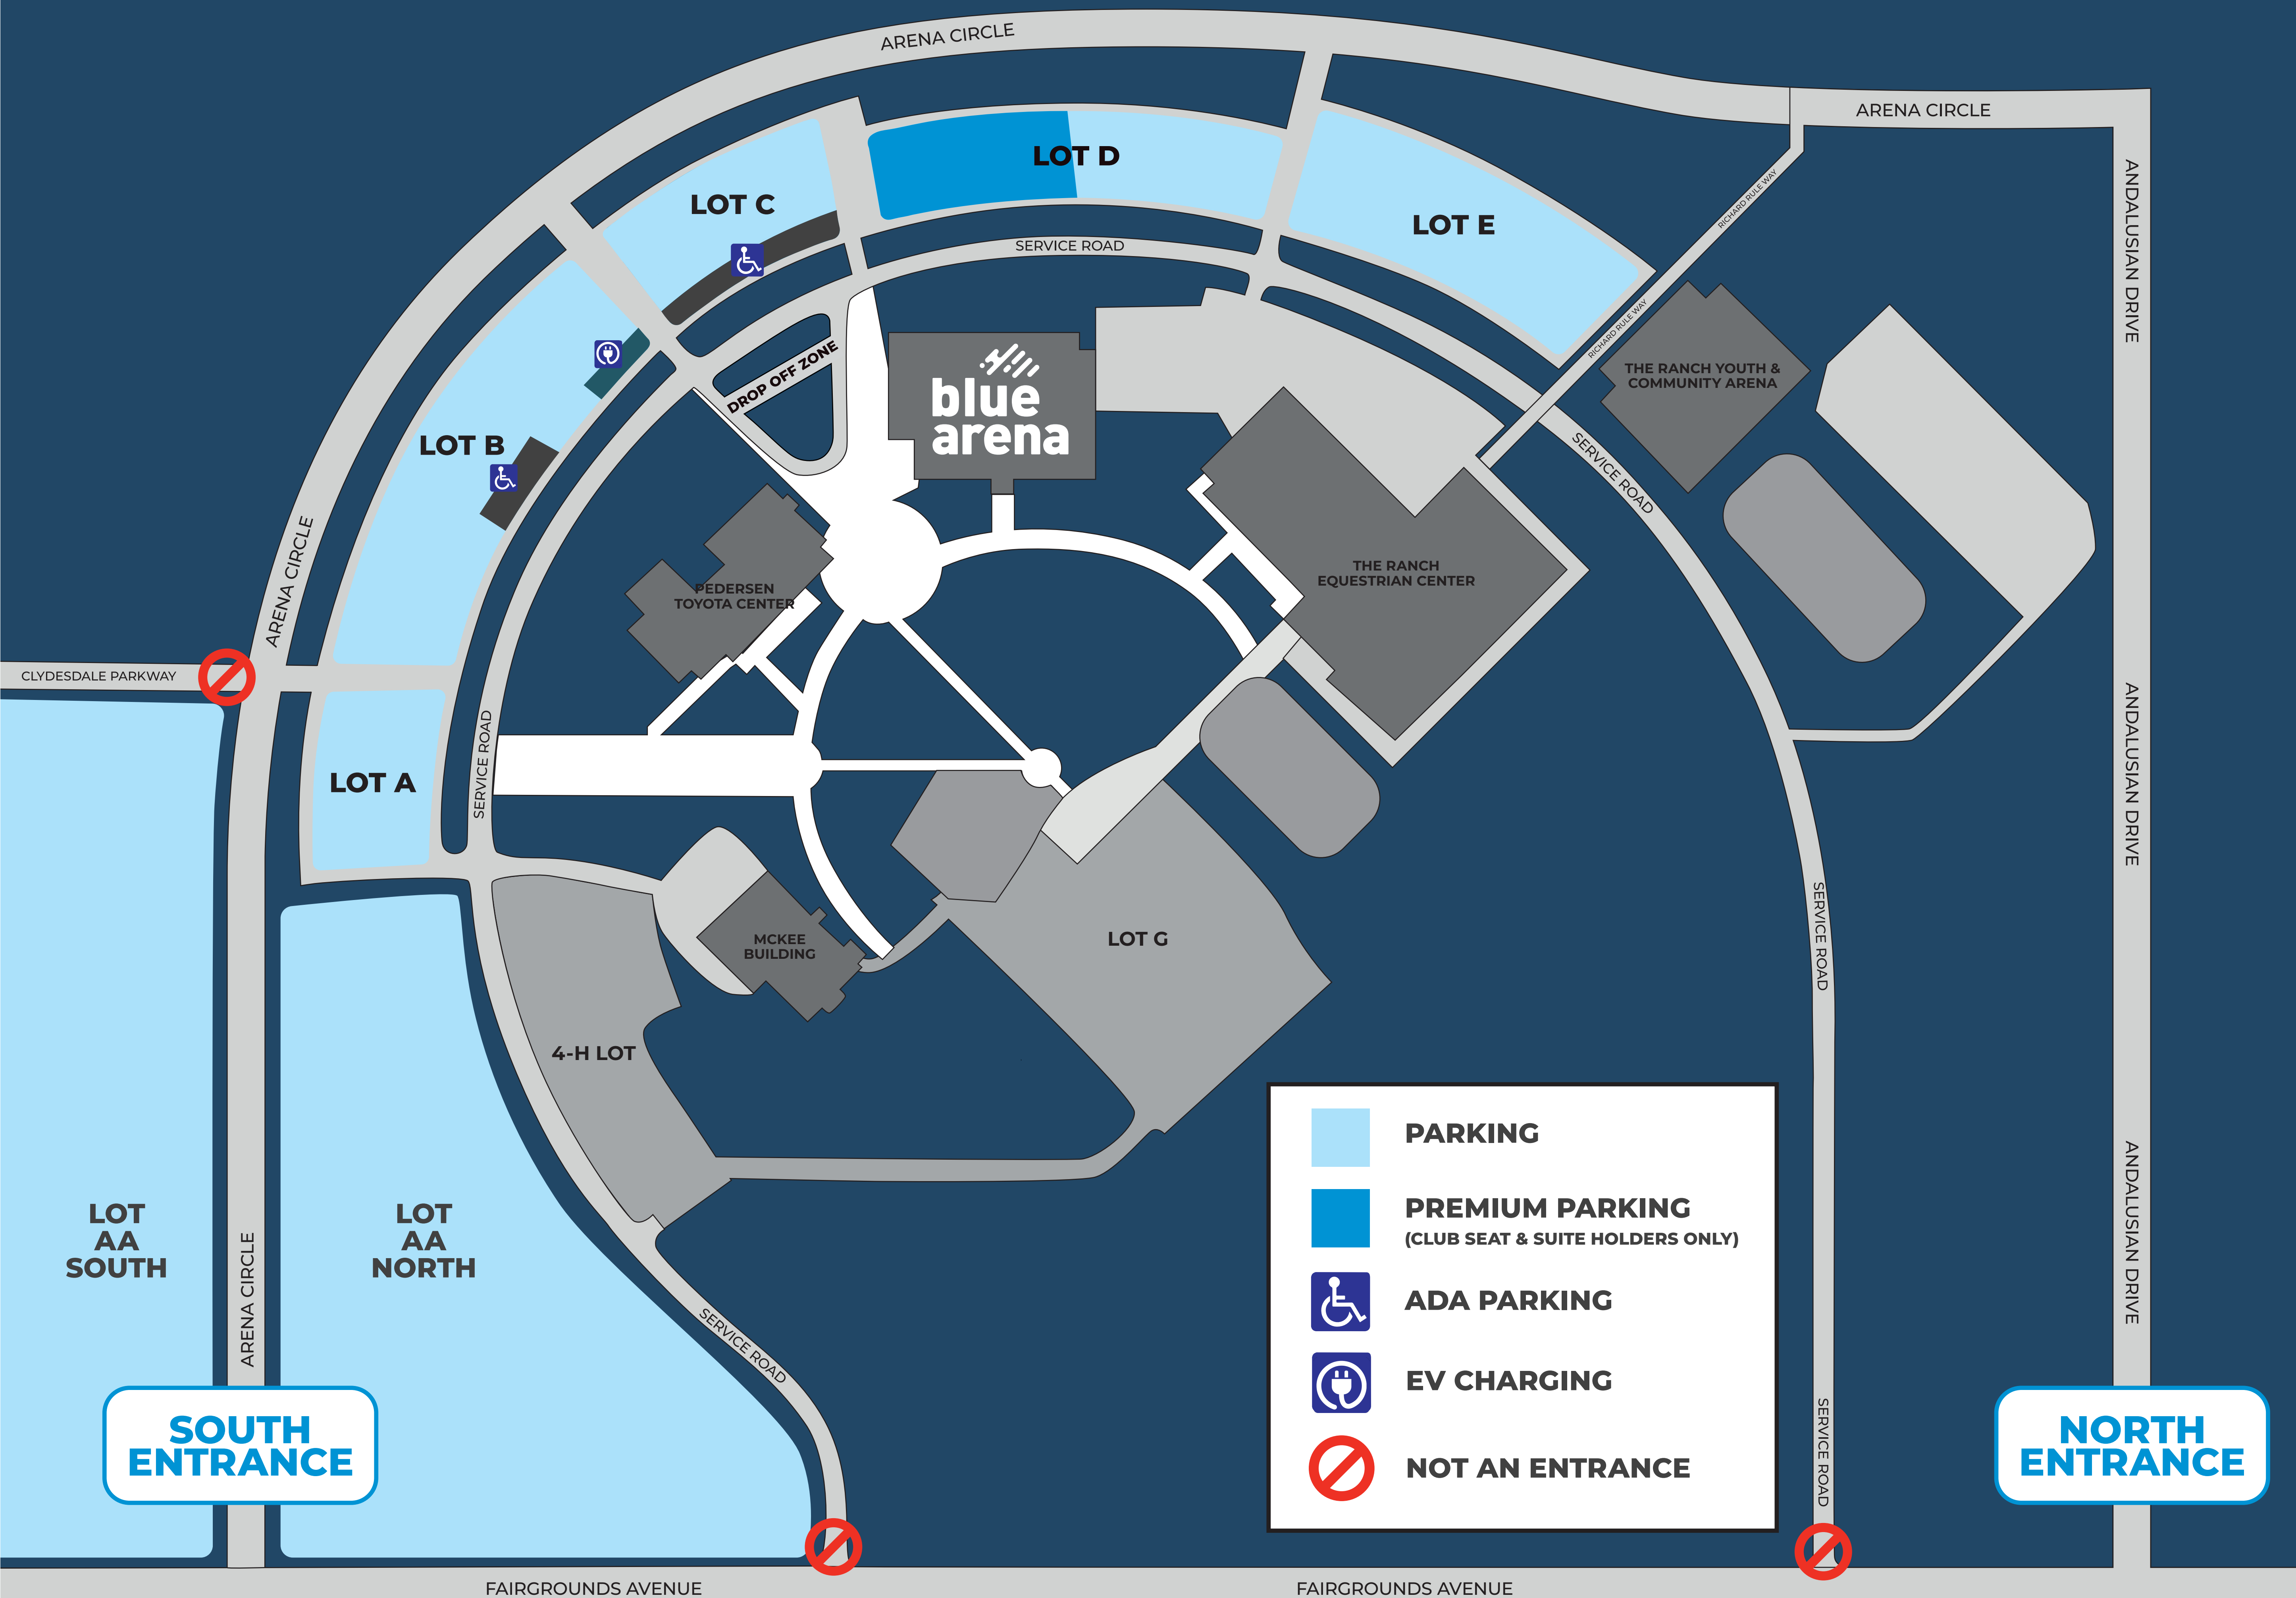 ARENA CIRCLE
ARENA CIRCLE
LOT D
LOT C
LOT E
SERVICE ROAD
RICHARD RULE WAY
ANDALUSIAN DRIVE
RICHARD RULE WAY
DROP OFF ZONE
blue
arena
THE RANCH YOUTH &
COMMUNITY ARENA
LOT B
SERVICE ROAD
ARENA CIRCLE
PEDERSEN
TOYOTA CENTER
THE RANCH
EQUESTRIAN CENTER
CLYDESDALE PARKWAY
LOT A
SERVICE ROAD
ANDALUSIAN DRIVE
MCKEE
BUILDING
LOT G
SERVICE ROAD
4-H LOT
LOT
AA
SOUTH
ARENA CIRCLE
LOT
AA
NORTH
SERVICE ROAD
PARKING
PREMIUM PARKING
(CLUB SEAT & SUITE HOLDERS ONLY)
ADA PARKING
EV CHARGING
NOT AN ENTRANCE
ANDALUSIAN DRIVE
SERVICE ROAD
SOUTH
ENTRANCE
NORTH
ENTRANCE
FAIRGROUNDS AVENUE
FAIRGROUNDS AVENUE